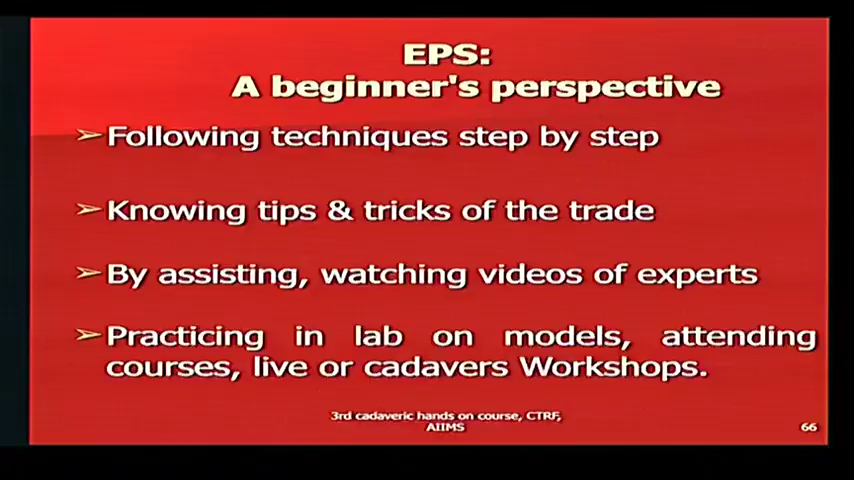 EPS:
A beginner's perspective
➢Following techniques step by step
➢Knowing tips & tricks of the trade
➢By assisting, watching videos of experts
➢Practicing in lab on models, attending
courses, live or cadavers Workshops.
3rd cadaveric hands on course, CTRF,
AIIMS
66